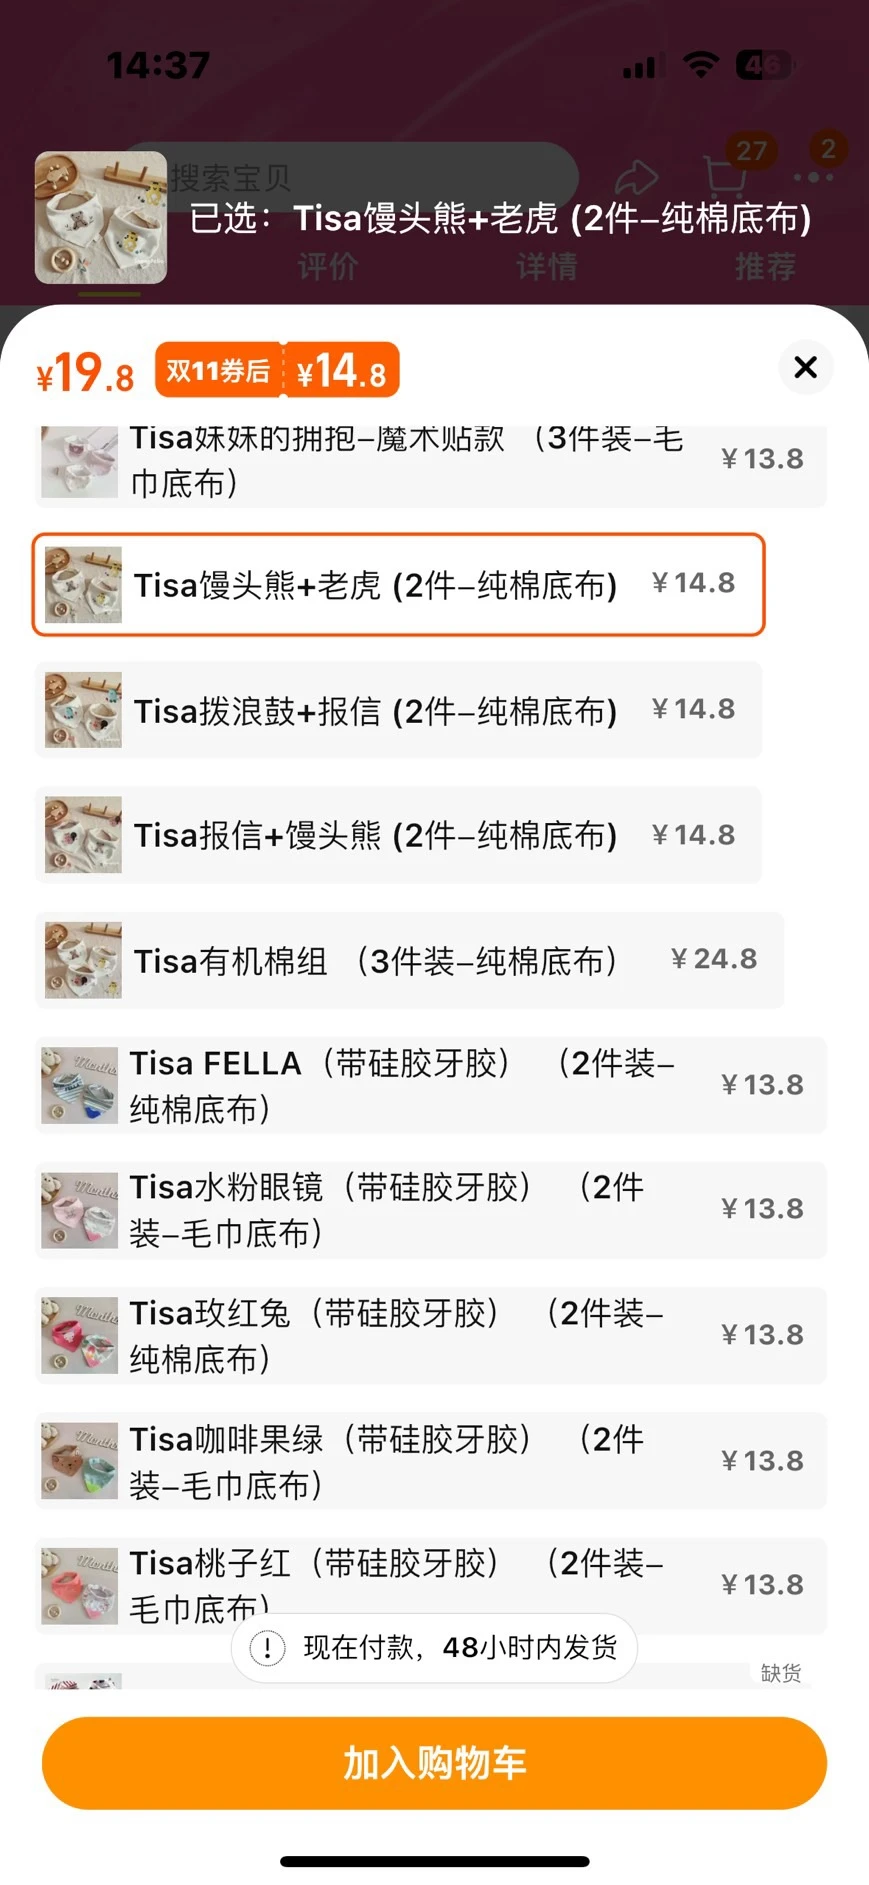 14:37
46
搜索宝贝
27
2
已选：Tisa馒头熊+老虎 (2件–纯棉底布)
评价
详情
推荐
¥19.8
双11券后 ¥14.8
Tisa妹妹的拥抱–魔术贴款 （3件装–毛
巾底布）
¥13.8
Tisa馒头熊+老虎 (2件–纯棉底布)
¥14.8
Tisa拨浪鼓+报信 (2件–纯棉底布)
¥14.8
Tisa报信+馒头熊 (2件–纯棉底布)
¥14.8
Tisa有机棉组 （3件装–纯棉底布）
¥24.8
Tisa FELLA（带硅胶牙胶） （2件装–
纯棉底布）
¥13.8
Tisa水粉眼镜（带硅胶牙胶） （2件
装–毛巾底布）
¥13.8
Tisa玫红兔（带硅胶牙胶） （2件装–
纯棉底布）
¥13.8
Tisa咖啡果绿（带硅胶牙胶） （2件
装–毛巾底布）
¥13.8
Tisa桃子红（带硅胶牙胶） （2件装–
毛巾底布）
¥13.8
现在付款，48小时内发货
缺货
加入购物车